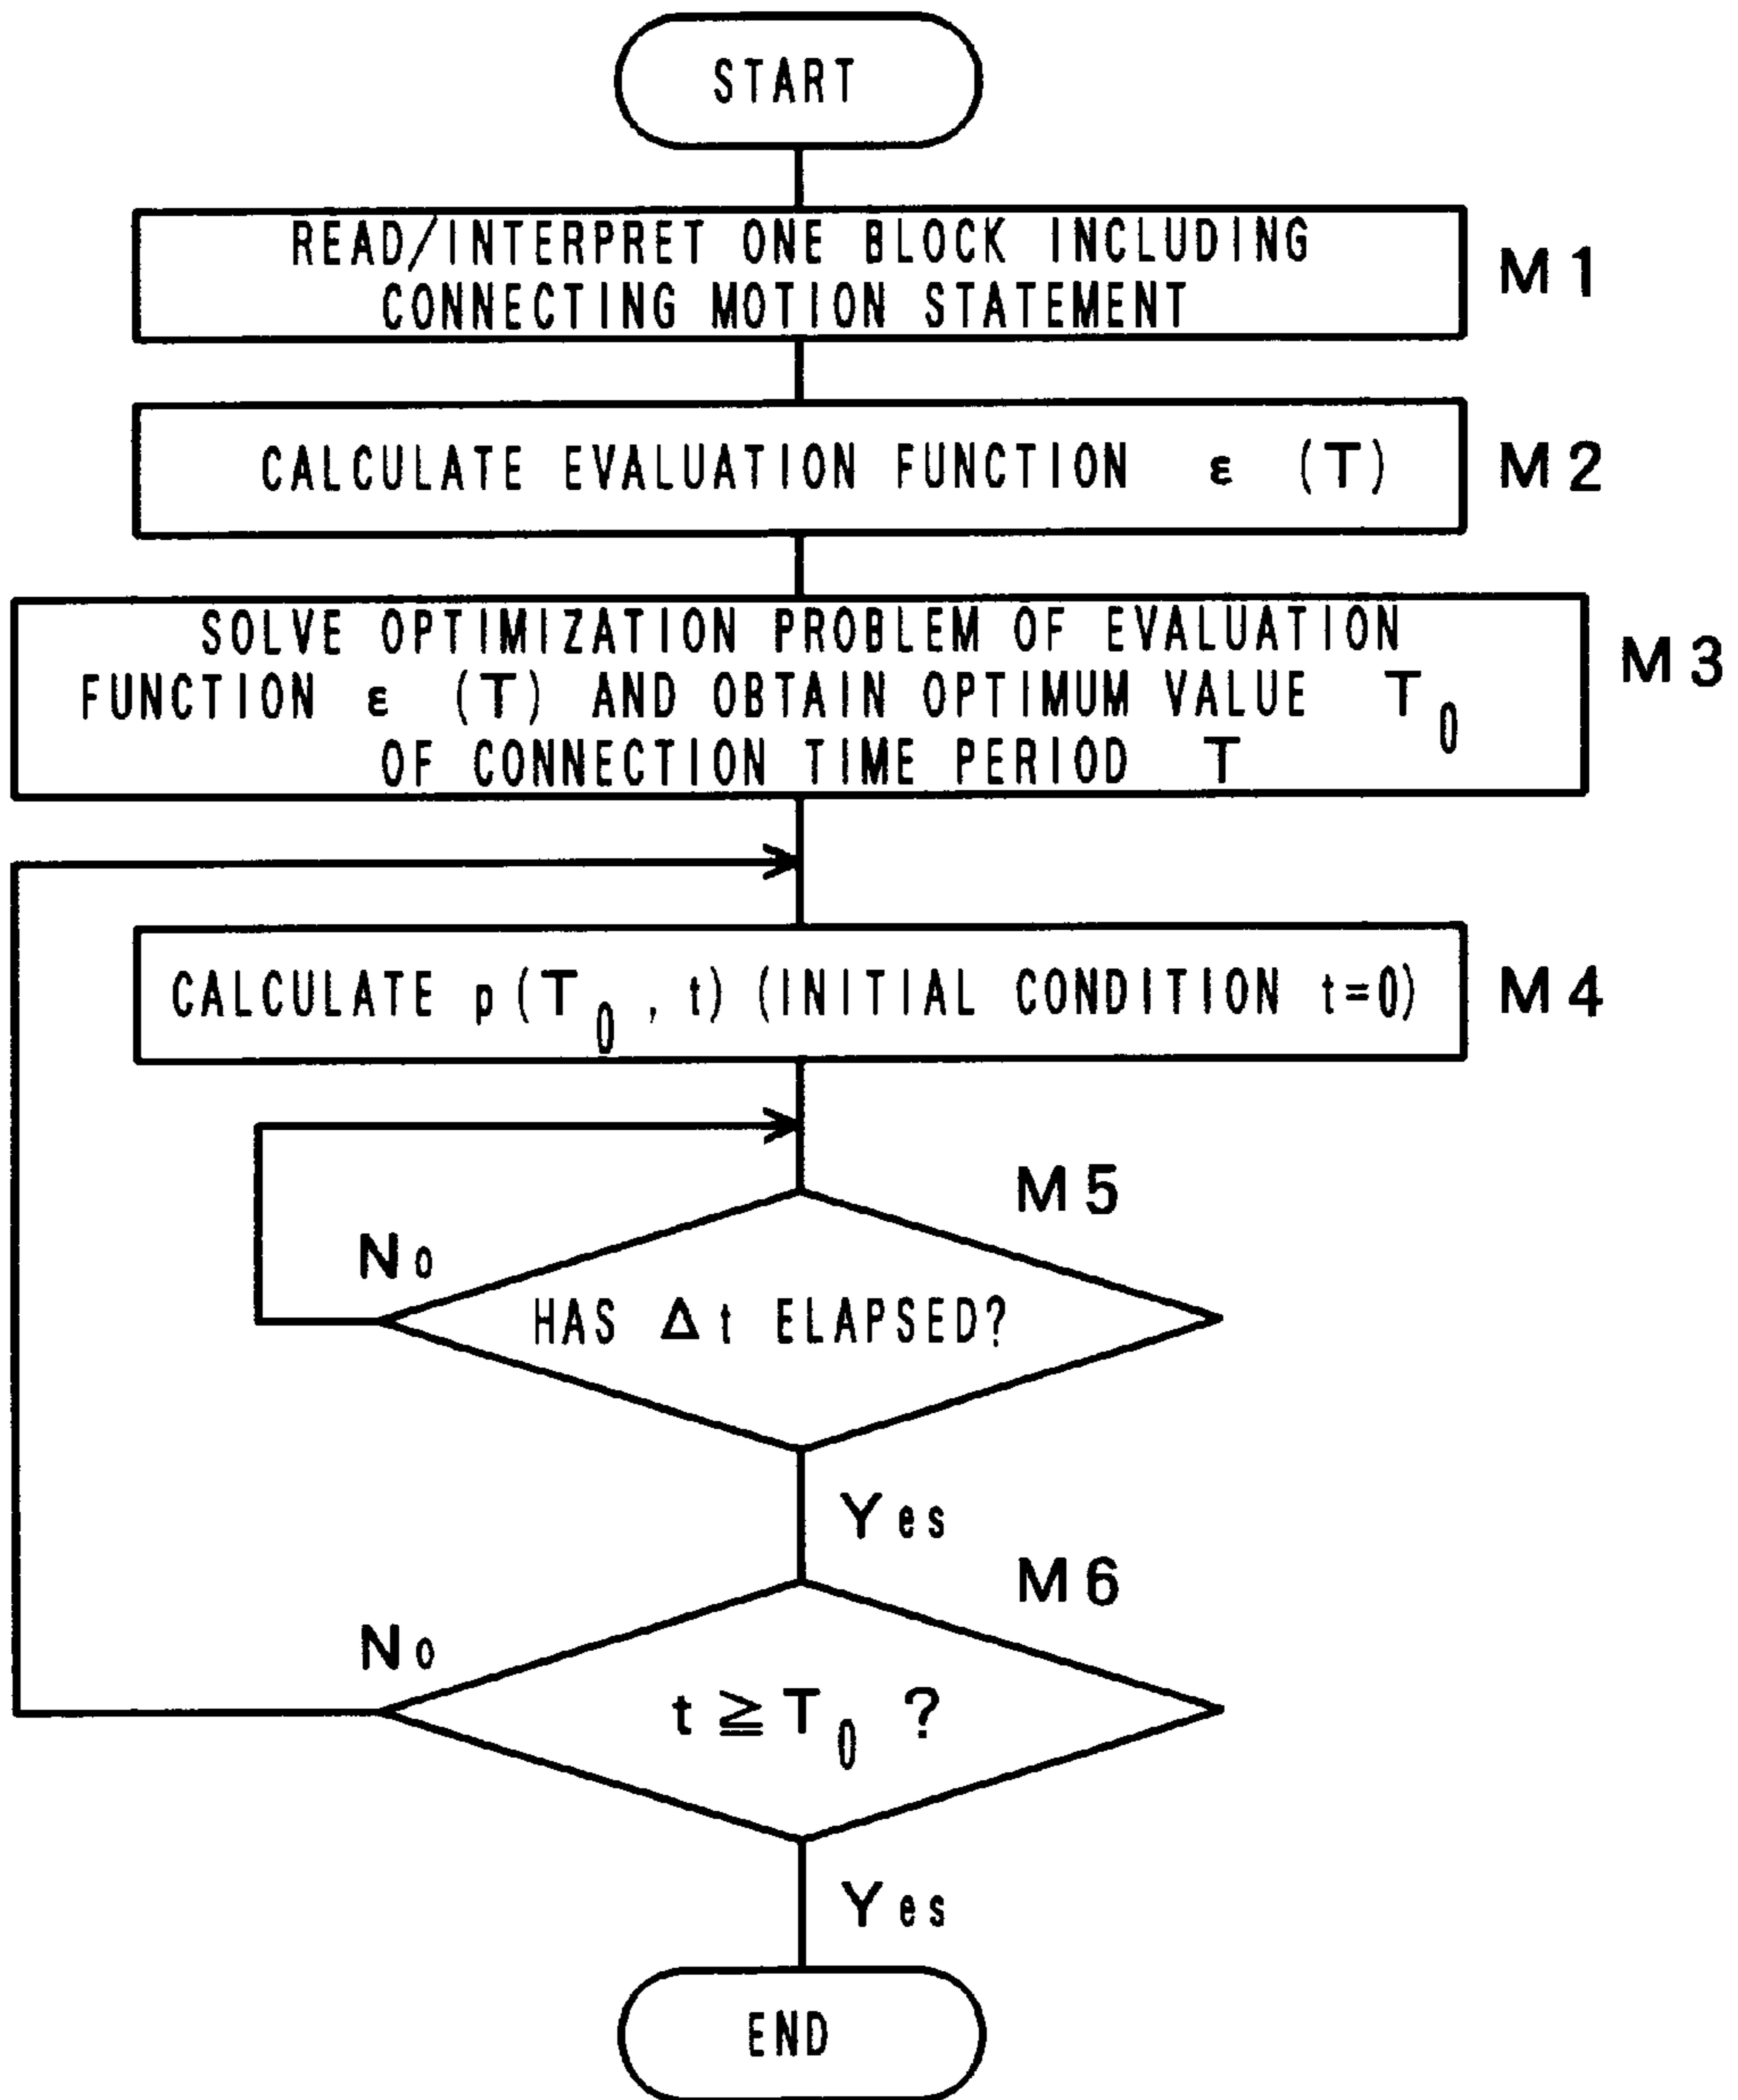 START
READ/INTERPRET ONE BLOCK INCLUDING
CONNECTING MOTION STATEMENT
M1
CALCULATE EVALUATION FUNCTION ε (T)
M2
SOLVE OPTIMIZATION PROBLEM OF EVALUATION
FUNCTION ε (T) AND OBTAIN OPTIMUM VALUE T₀
OF CONNECTION TIME PERIOD T
M3
CALCULATE p(T₀, t) (INITIAL CONDITION t=0)
M4
M5
No
HAS Δt ELAPSED?
Yes
M6
No
t ≧ T₀ ?
Yes
END